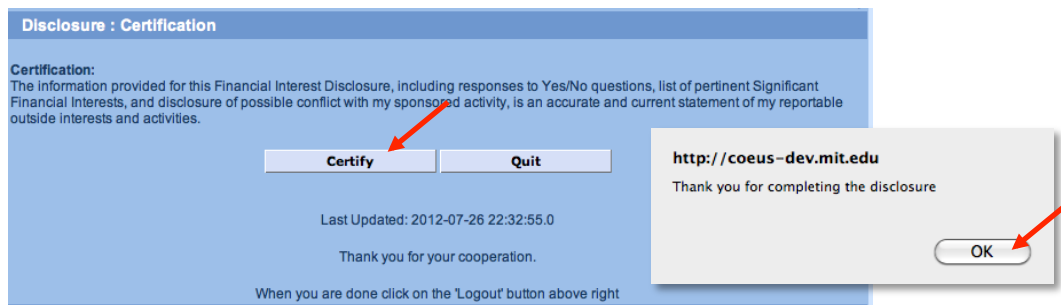 Disclosure : Certification
Certification:
The information provided for this Financial Interest Disclosure, including responses to Yes/No questions, list of pertinent Significant
Financial Interests, and disclosure of possible conflict with my sponsored activity, is an accurate and current statement of my reportable
outside interests and activities.
Certify Quit
Last Updated: 2012-07-26 22:32:55.0
Thank you for your cooperation.
When you are done click on the 'Logout' button above right
http://coeus-dev.mit.edu
Thank you for completing the disclosure
OK